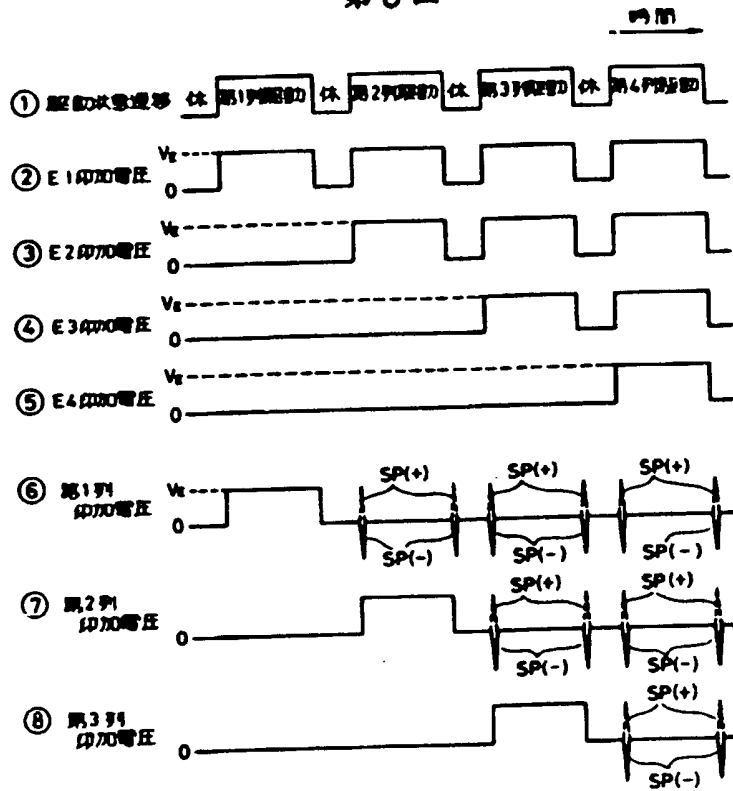 時間
① 駆動状態遷移 休 第1列駆動 休 第2列駆動 休 第3列駆動 休 第4列駆動
② E1印加電圧 VE 0
③ E2印加電圧 VE 0
④ E3印加電圧 VE 0
⑤ E4印加電圧 VE 0
⑥ 第1列印加電圧 VE 0 SP(+) SP(+) SP(+)
SP(-) SP(-) SP(-)
⑦ 第2列印加電圧 0 SP(+) SP(+)
SP(-) SP(-)
⑧ 第3列印加電圧 0 SP(+)
SP(-)